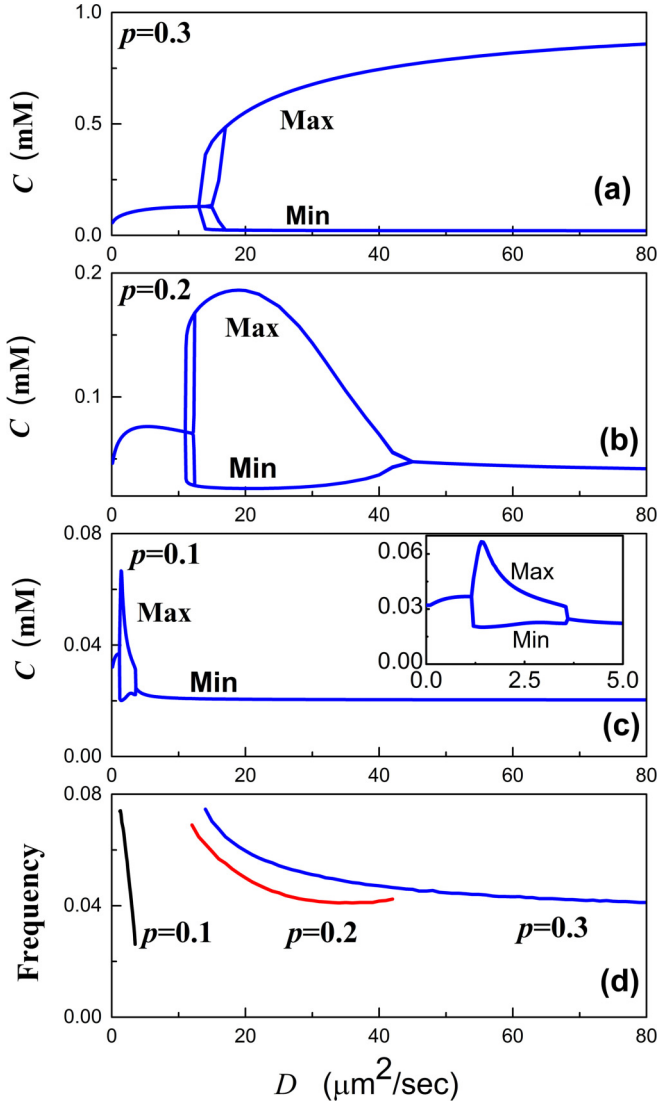 p=0.3
1.0
0.5
0.0
C (mM)
Max
Min
(a)
0 20 40 60 80
p=0.2
0.2
0.1
C (mM)
Max
Min
(b)
0 20 40 60 80
p=0.1
0.08
0.04
0.00
C (mM)
Max
Min
0.06
0.03
0.00
Max
Min
0.0 2.5 5.0
(c)
0 20 40 60 80
0.08
0.04
0.00
Frequency
p=0.1
p=0.2
p=0.3
(d)
0 20 40 60 80
D (μm²/sec)